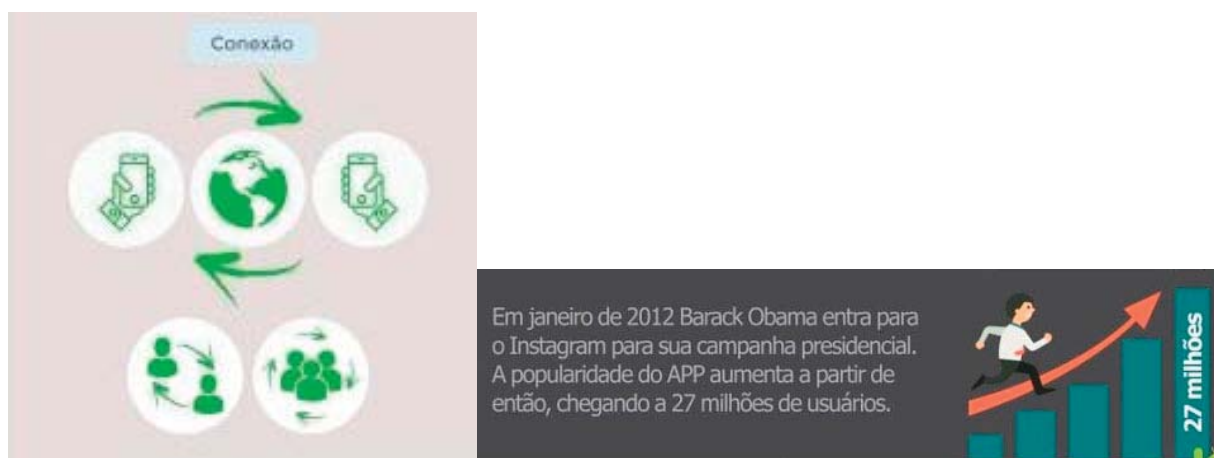 Conexão
Em janeiro de 2012 Barack Obama entra para
o Instagram para sua campanha presidencial.
A popularidade do APP aumenta a partir de
então, chegando a 27 milhões de usuários.
27 milhões